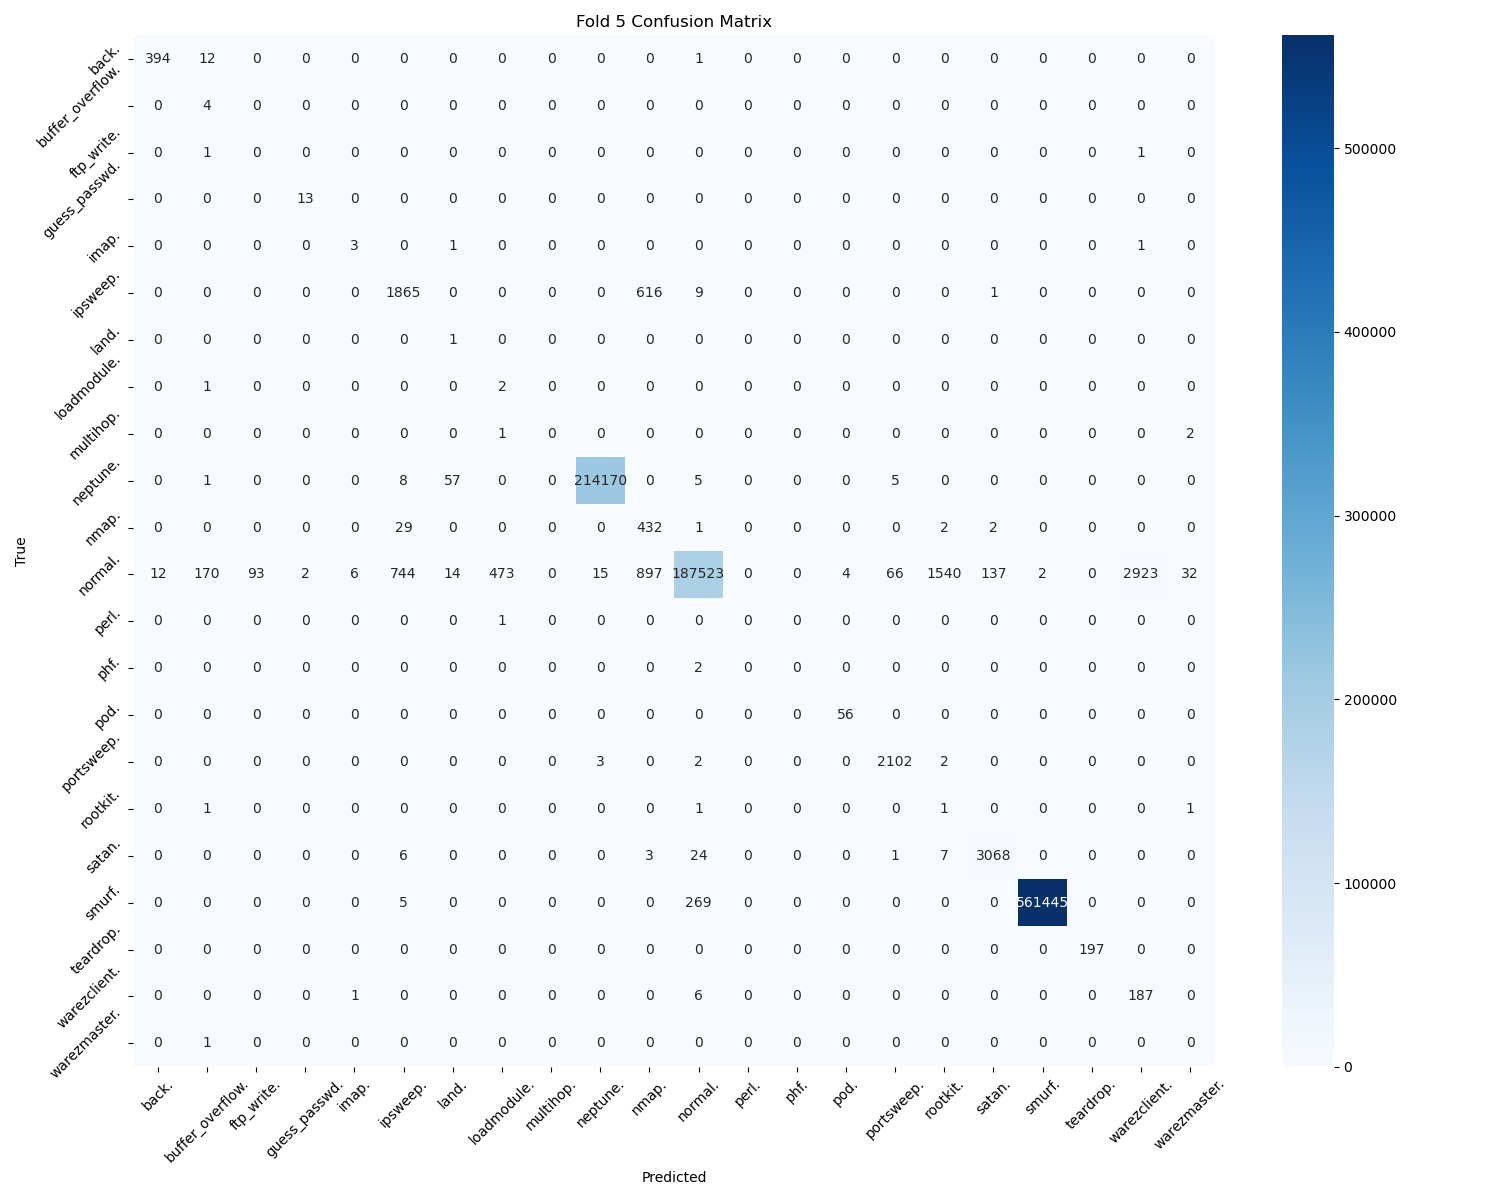 Fold 5 Confusion Matrix
back. 394 12 0 0 0 0 0 0 0 0 0 1 0 0 0 0 0 0 0 0 0 0
buffer_overflow. 0 4 0 0 0 0 0 0 0 0 0 0 0 0 0 0 0 0 0 0 0 0
ftp_write. 0 1 0 0 0 0 0 0 0 0 0 0 0 0 0 0 0 0 0 0 1 0
guess_passwd. 0 0 0 13 0 0 0 0 0 0 0 0 0 0 0 0 0 0 0 0 0 0
imap. 0 0 0 0 3 0 1 0 0 0 0 0 0 0 0 0 0 0 0 0 1 0
ipsweep. 0 0 0 0 0 1865 0 0 0 0 616 9 0 0 0 0 0 1 0 0 0 0
land. 0 0 0 0 0 0 1 0 0 0 0 0 0 0 0 0 0 0 0 0 0 0
loadmodule. 0 1 0 0 0 0 0 2 0 0 0 0 0 0 0 0 0 0 0 0 0 0
multihop. 0 0 0 0 0 0 0 1 0 0 0 0 0 0 0 0 0 0 0 0 0 2
neptune. 0 1 0 0 0 8 57 0 0 214170 0 5 0 0 0 5 0 0 0 0 0 0
nmap. 0 0 0 0 0 29 0 0 0 0 432 1 0 0 0 0 2 2 0 0 0 0
normal. 12 170 93 2 6 744 14 473 0 15 897 187523 0 0 4 66 1540 137 2 0 2923 32
perl. 0 0 0 0 0 0 0 1 0 0 0 0 0 0 0 0 0 0 0 0 0 0
phf. 0 0 0 0 0 0 0 0 0 0 0 2 0 0 0 0 0 0 0 0 0 0
pod. 0 0 0 0 0 0 0 0 0 0 0 0 0 0 56 0 0 0 0 0 0 0
portsweep. 0 0 0 0 0 0 0 0 0 3 0 2 0 0 0 2102 2 0 0 0 0 0
rootkit. 0 1 0 0 0 0 0 0 0 0 0 1 0 0 0 0 1 0 0 0 0 1
satan. 0 0 0 0 0 6 0 0 0 0 3 24 0 0 0 1 7 3068 0 0 0 0
smurf. 0 0 0 0 0 5 0 0 0 0 0 269 0 0 0 0 0 0 561445 0 0 0
teardrop. 0 0 0 0 0 0 0 0 0 0 0 0 0 0 0 0 0 0 0 197 0 0
warezclient. 0 0 0 0 1 0 0 0 0 0 0 6 0 0 0 0 0 0 0 0 187 0
warezmaster. 0 1 0 0 0 0 0 0 0 0 0 0 0 0 0 0 0 0 0 0 0 0
True
back. buffer_overflow. ftp_write. guess_passwd. imap. ipsweep. land. loadmodule. multihop. neptune. nmap. normal. perl. phf. pod. portsweep. rootkit. satan. smurf. teardrop. warezclient. warezmaster.
Predicted
500000
400000
300000
200000
100000
0